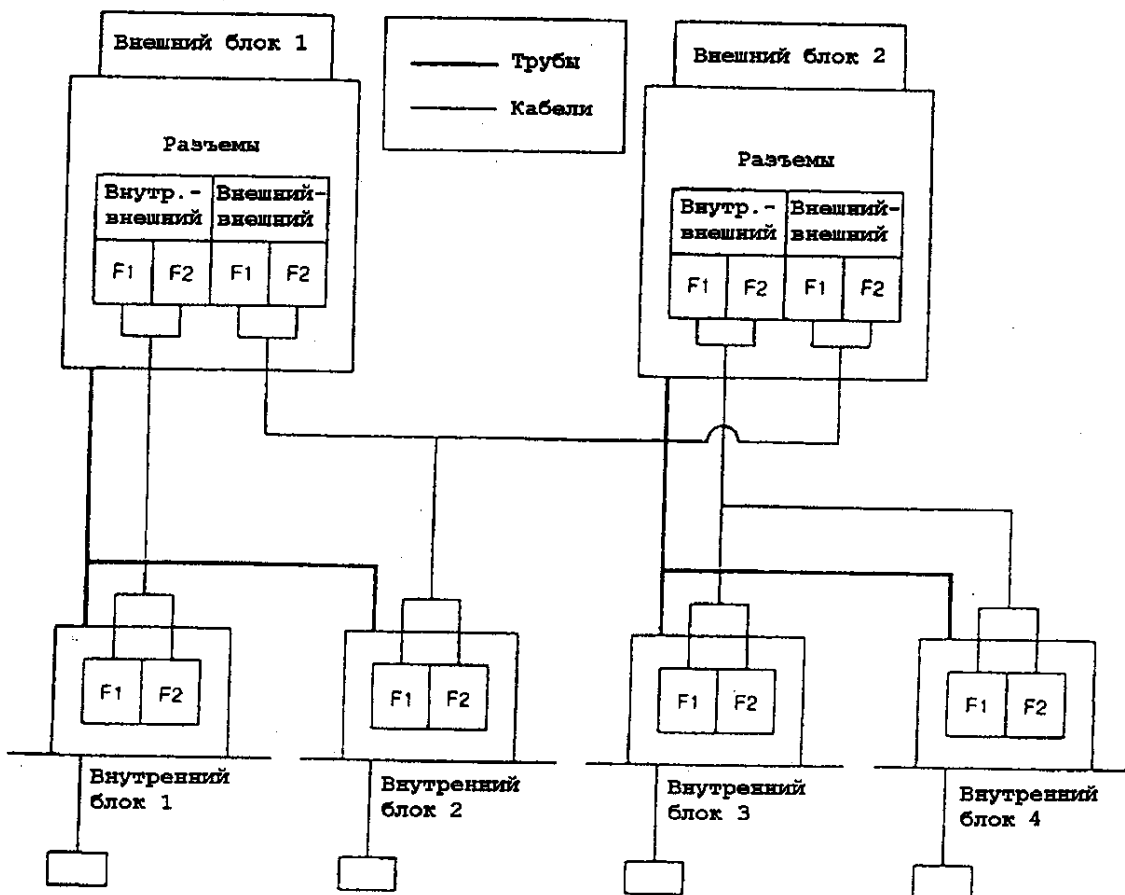 Внешний блок 1
Трубы
Кабели
Внешний блок 2
Разъемы
Внутр.- Внешний-
внешний внешний
F1 F2 F1 F2
Разъемы
Внутр.- Внешний-
внешний внешний
F1 F2 F1 F2
F1 F2
Внутренний
блок 1
F1 F2
Внутренний
блок 2
F1 F2
Внутренний
блок 3
F1 F2
Внутренний
блок 4